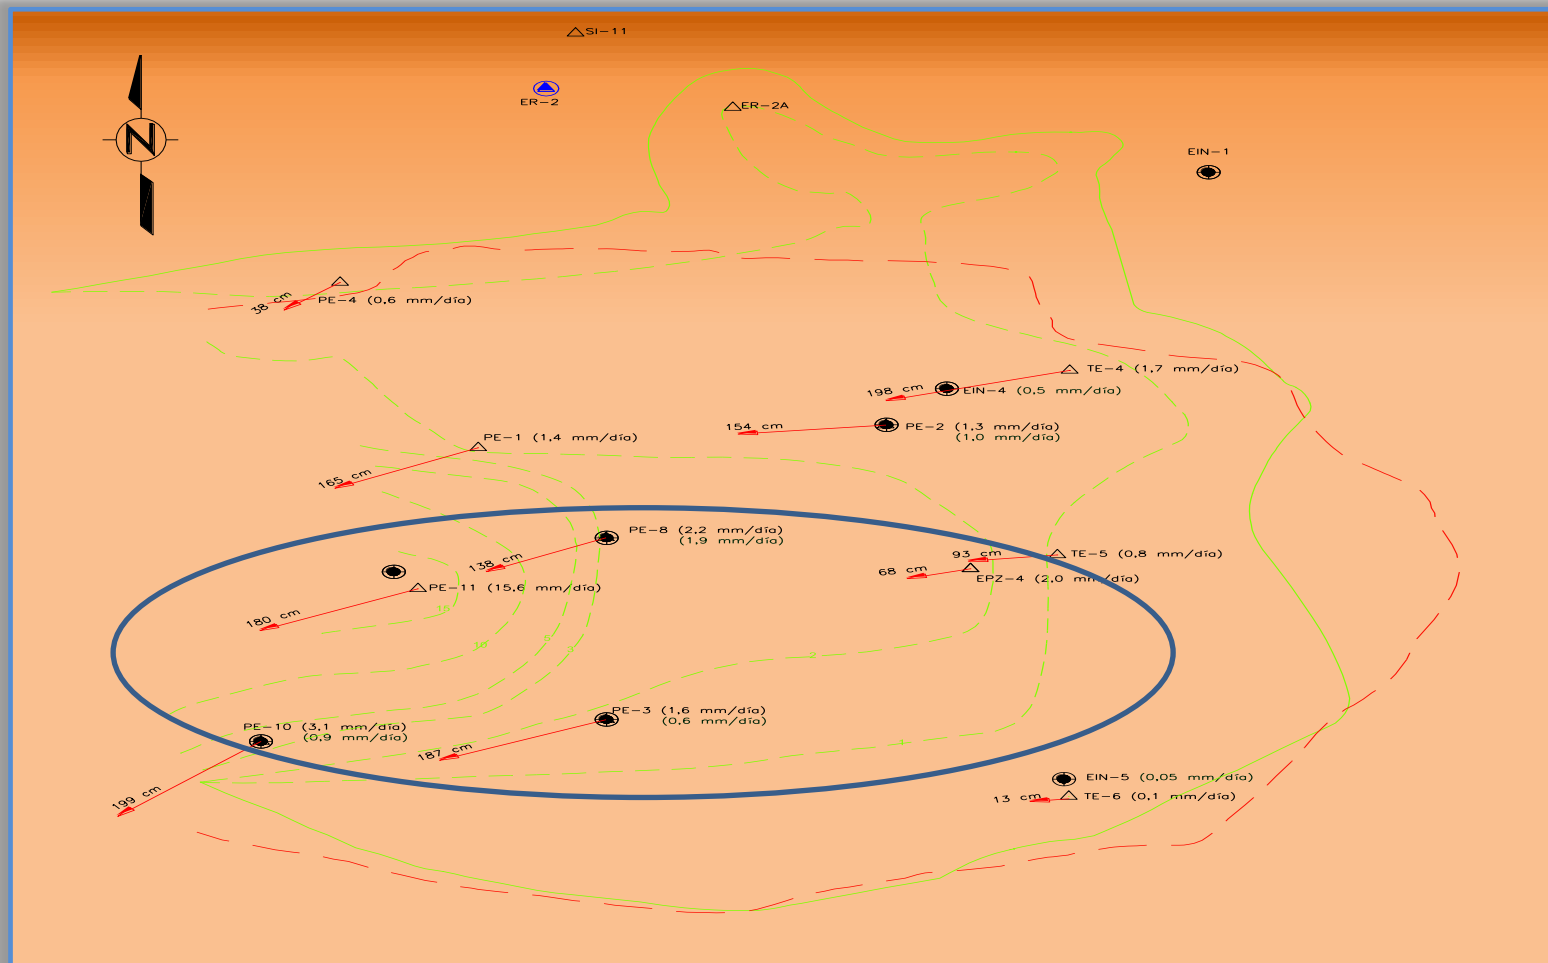 SI-11
ER-2
ER-2A
EIN-1
N
38 cm
PE-4 (0,6 mm/día)
TE-4 (1,7 mm/día)
198 cm
EIN-4 (0,5 mm/día)
154 cm
PE-2 (1,3 mm/día)
(1,0 mm/día)
PE-1 (1,4 mm/día)
165 cm
PE-8 (2,2 mm/día)
(1,9 mm/día)
138 cm
93 cm
TE-5 (0,8 mm/día)
68 cm
EPZ-4 (2,0 mm/día)
PE-11 (15,6 mm/día)
15
180 cm
10
2
PE-3 (1,6 mm/día)
(0,6 mm/día)
PE-10 (3,1 mm/día)
(0,9 mm/día)
1
187 cm
199 cm
EIN-5 (0,05 mm/día)
13 cm
TE-6 (0,1 mm/día)